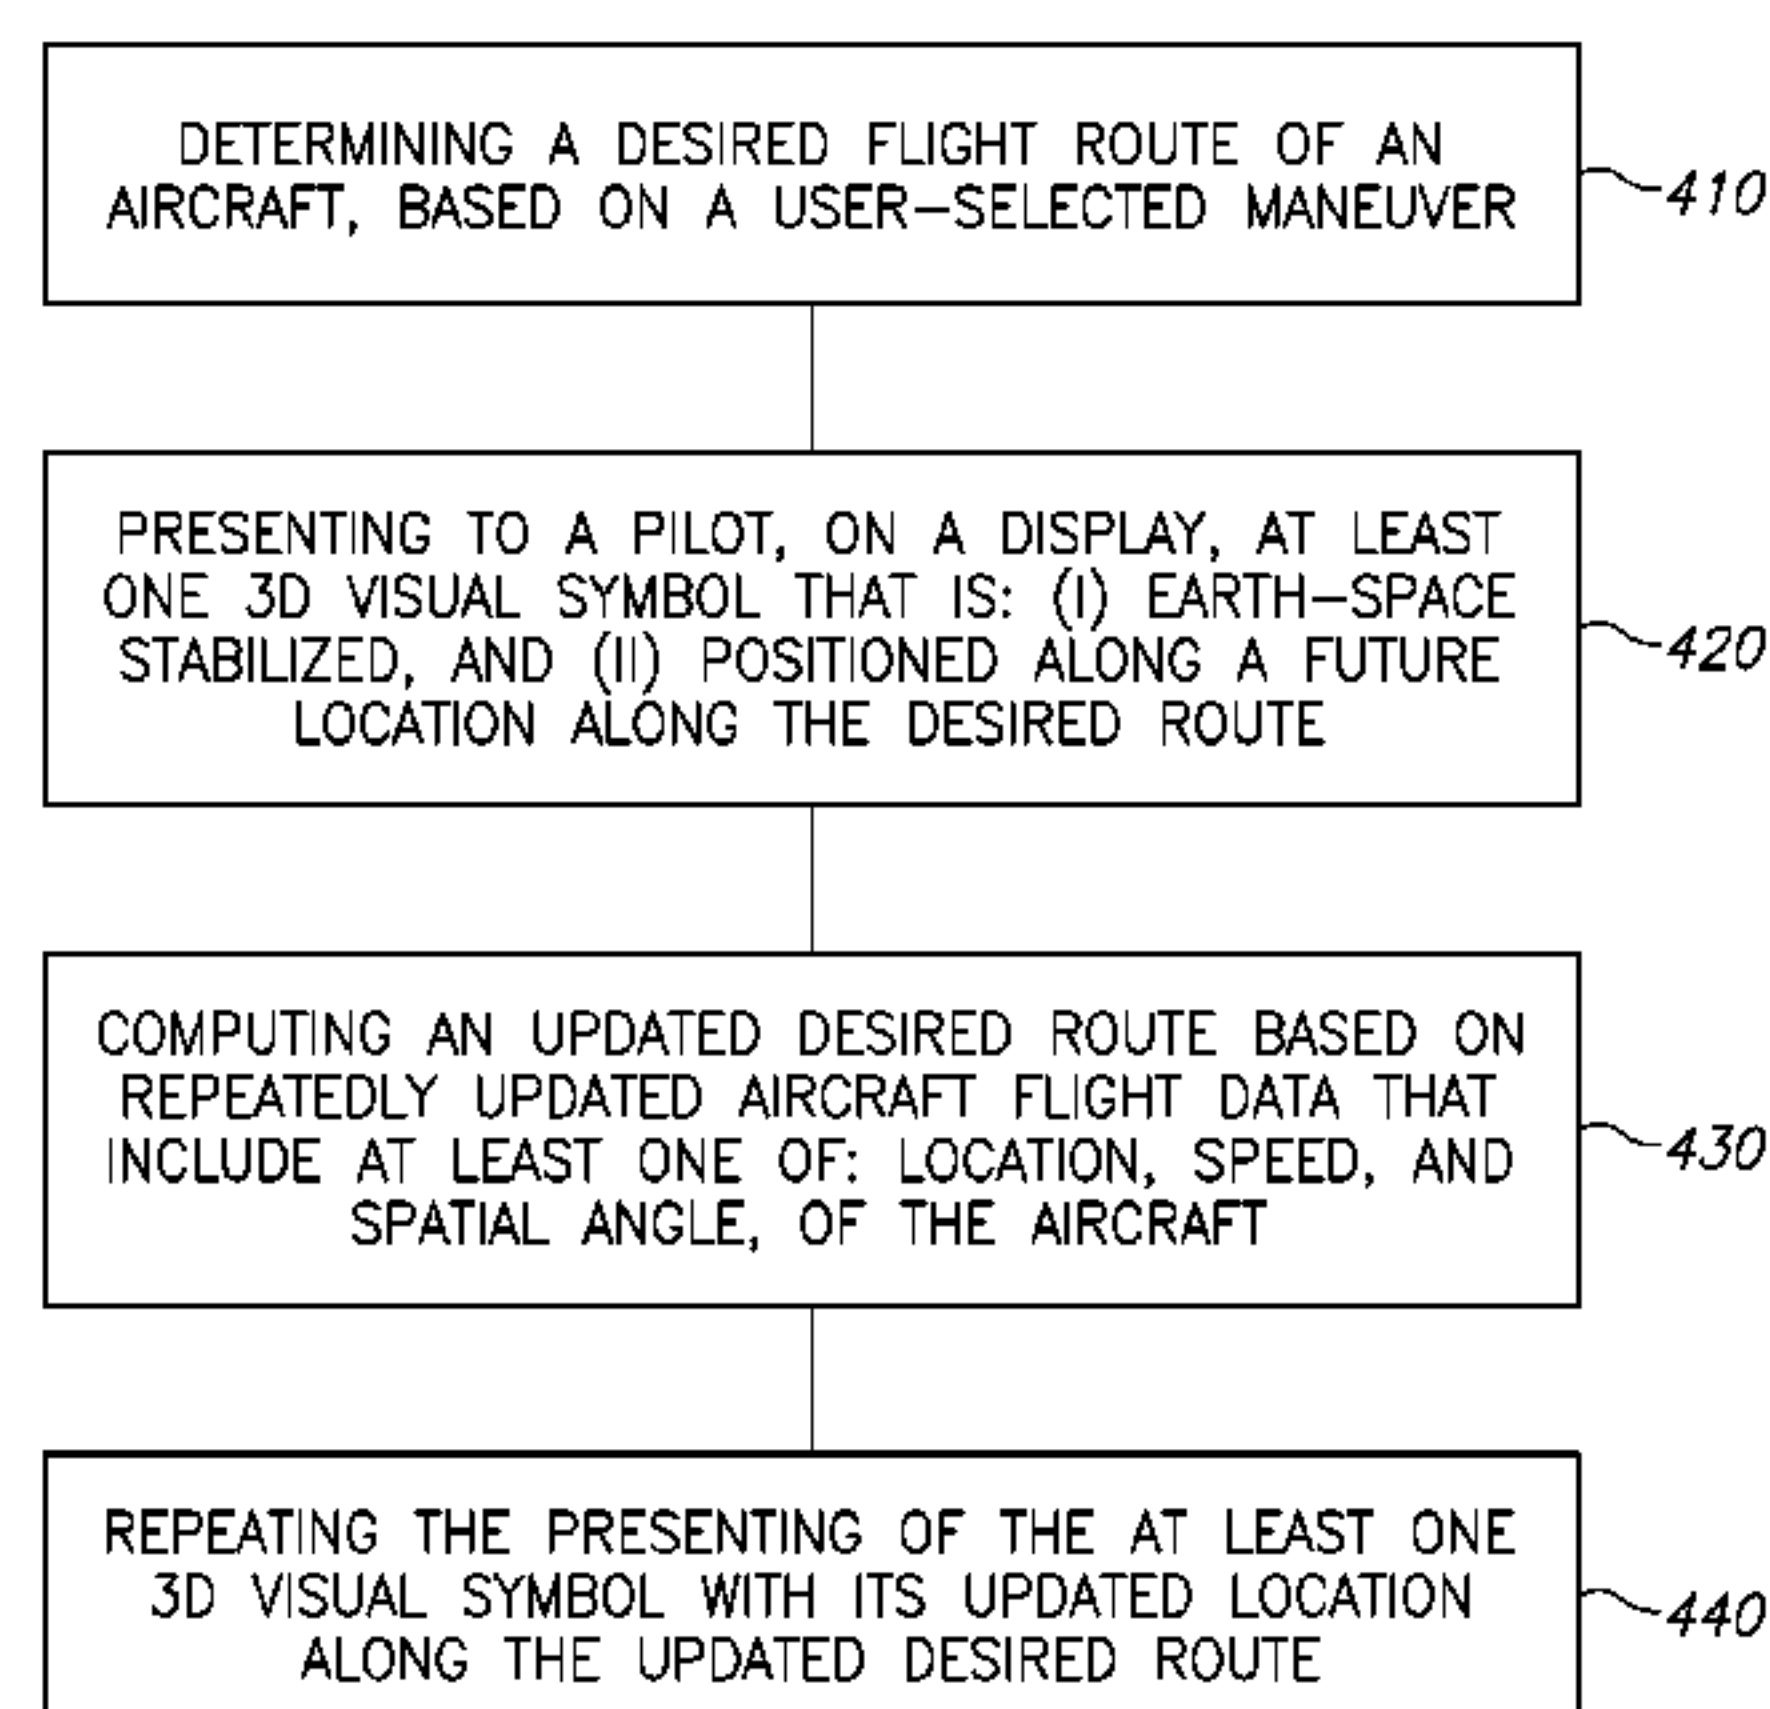 DETERMINING A DESIRED FLIGHT ROUTE OF AN
AIRCRAFT, BASED ON A USER-SELECTED MANEUVER
410
PRESENTING TO A PILOT, ON A DISPLAY, AT LEAST
ONE 3D VISUAL SYMBOL THAT IS: (I) EARTH-SPACE
STABILIZED, AND (II) POSITIONED ALONG A FUTURE
LOCATION ALONG THE DESIRED ROUTE
420
COMPUTING AN UPDATED DESIRED ROUTE BASED ON
REPEATEDLY UPDATED AIRCRAFT FLIGHT DATA THAT
INCLUDE AT LEAST ONE OF: LOCATION, SPEED, AND
SPATIAL ANGLE, OF THE AIRCRAFT
430
REPEATING THE PRESENTING OF THE AT LEAST ONE
3D VISUAL SYMBOL WITH ITS UPDATED LOCATION
ALONG THE UPDATED DESIRED ROUTE
440